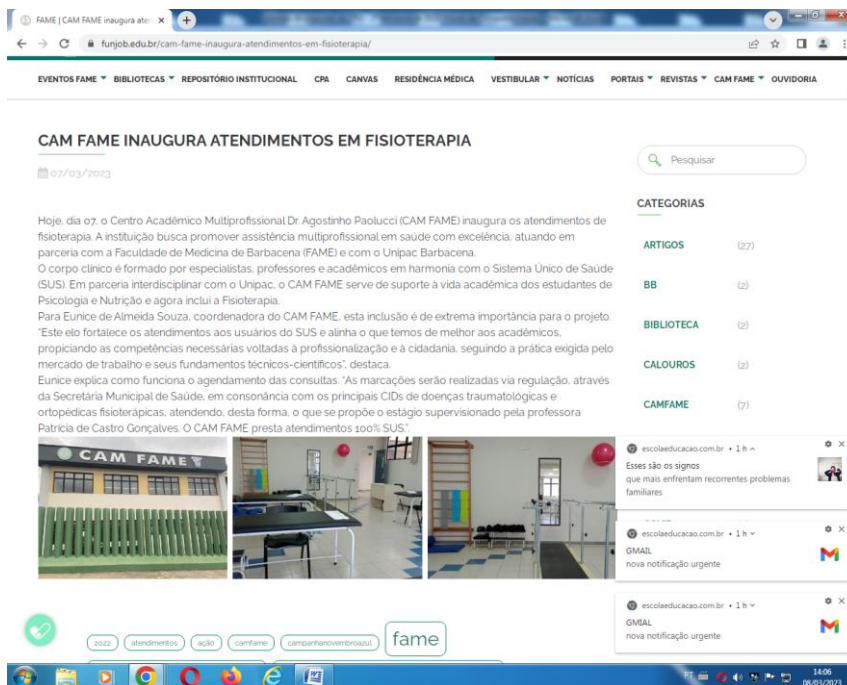 FAME | CAM FAME inaugura aten
funjob.edu.br/cam-fame-inaugura-atendimentos-em-fisioterapia/
EVENTOS FAME BIBLIOTECAS REPOSITÓRIO INSTITUCIONAL CPA CANVAS RESIDÊNCIA MÉDICA VESTIBULAR NOTÍCIAS PORTAIS REVISTAS CAM FAME OUVIDORIA
CAM FAME INAUGURA ATENDIMENTOS EM FISIOTERAPIA
07/03/2023
Hoje, dia 07, o Centro Acadêmico Multiprofissional Dr. Agostinho Paolucci (CAM FAME) inaugura os atendimentos de
fisioterapia. A instituição busca promover assistência multiprofissional em saúde com excelência, atuando em
parceria com a Faculdade de Medicina de Barbacena (FAME) e com o Unipac Barbacena.
O corpo clínico é formado por especialistas, professores e acadêmicos em harmonia com o Sistema Único de Saúde
(SUS). Em parceria interdisciplinar com o Unipac, o CAM FAME serve de suporte à vida acadêmica dos estudantes de
Psicologia e Nutrição e agora inclui a Fisioterapia.
Para Eunice de Almeida Souza, coordenadora do CAM FAME, esta inclusão é de extrema importância para o projeto.
"Este elo fortalece os atendimentos aos usuários do SUS e alinha o que temos de melhor aos acadêmicos,
propiciando as competências necessárias voltadas à profissionalização e à cidadania, seguindo a prática exigida pelo
mercado de trabalho e seus fundamentos técnicos-científicos", destaca.
Eunice explica como funciona o agendamento das consultas. "As marcações serão realizadas via regulação, através
da Secretária Municipal de Saúde, em consonância com os principais CIDs de doenças traumatológicas e
ortopédicas fisioterápicas, atendendo, desta forma, o que se propõe o estágio supervisionado pela professora
Patrícia de Castro Gonçalves. O CAM FAME presta atendimentos 100% SUS".
CAM FAME
2022 atendimentos ação camfame campanhanovembroazul fame
Pesquisar
CATEGORIAS
ARTIGOS (27)
BB (2)
BIBLIOTECA (2)
CALOUROS (2)
CAMFAME (7)
escolaeducacao.com.br • 1 h
Esses são os signos
que mais enfrentam recorrentes problemas
familiares
escolaeducacao.com.br • 1 h
GMAIL
nova notificação urgente
escolaeducacao.com.br • 1 h
GMIAL
nova notificação urgente
PT
14:06
08/03/2023